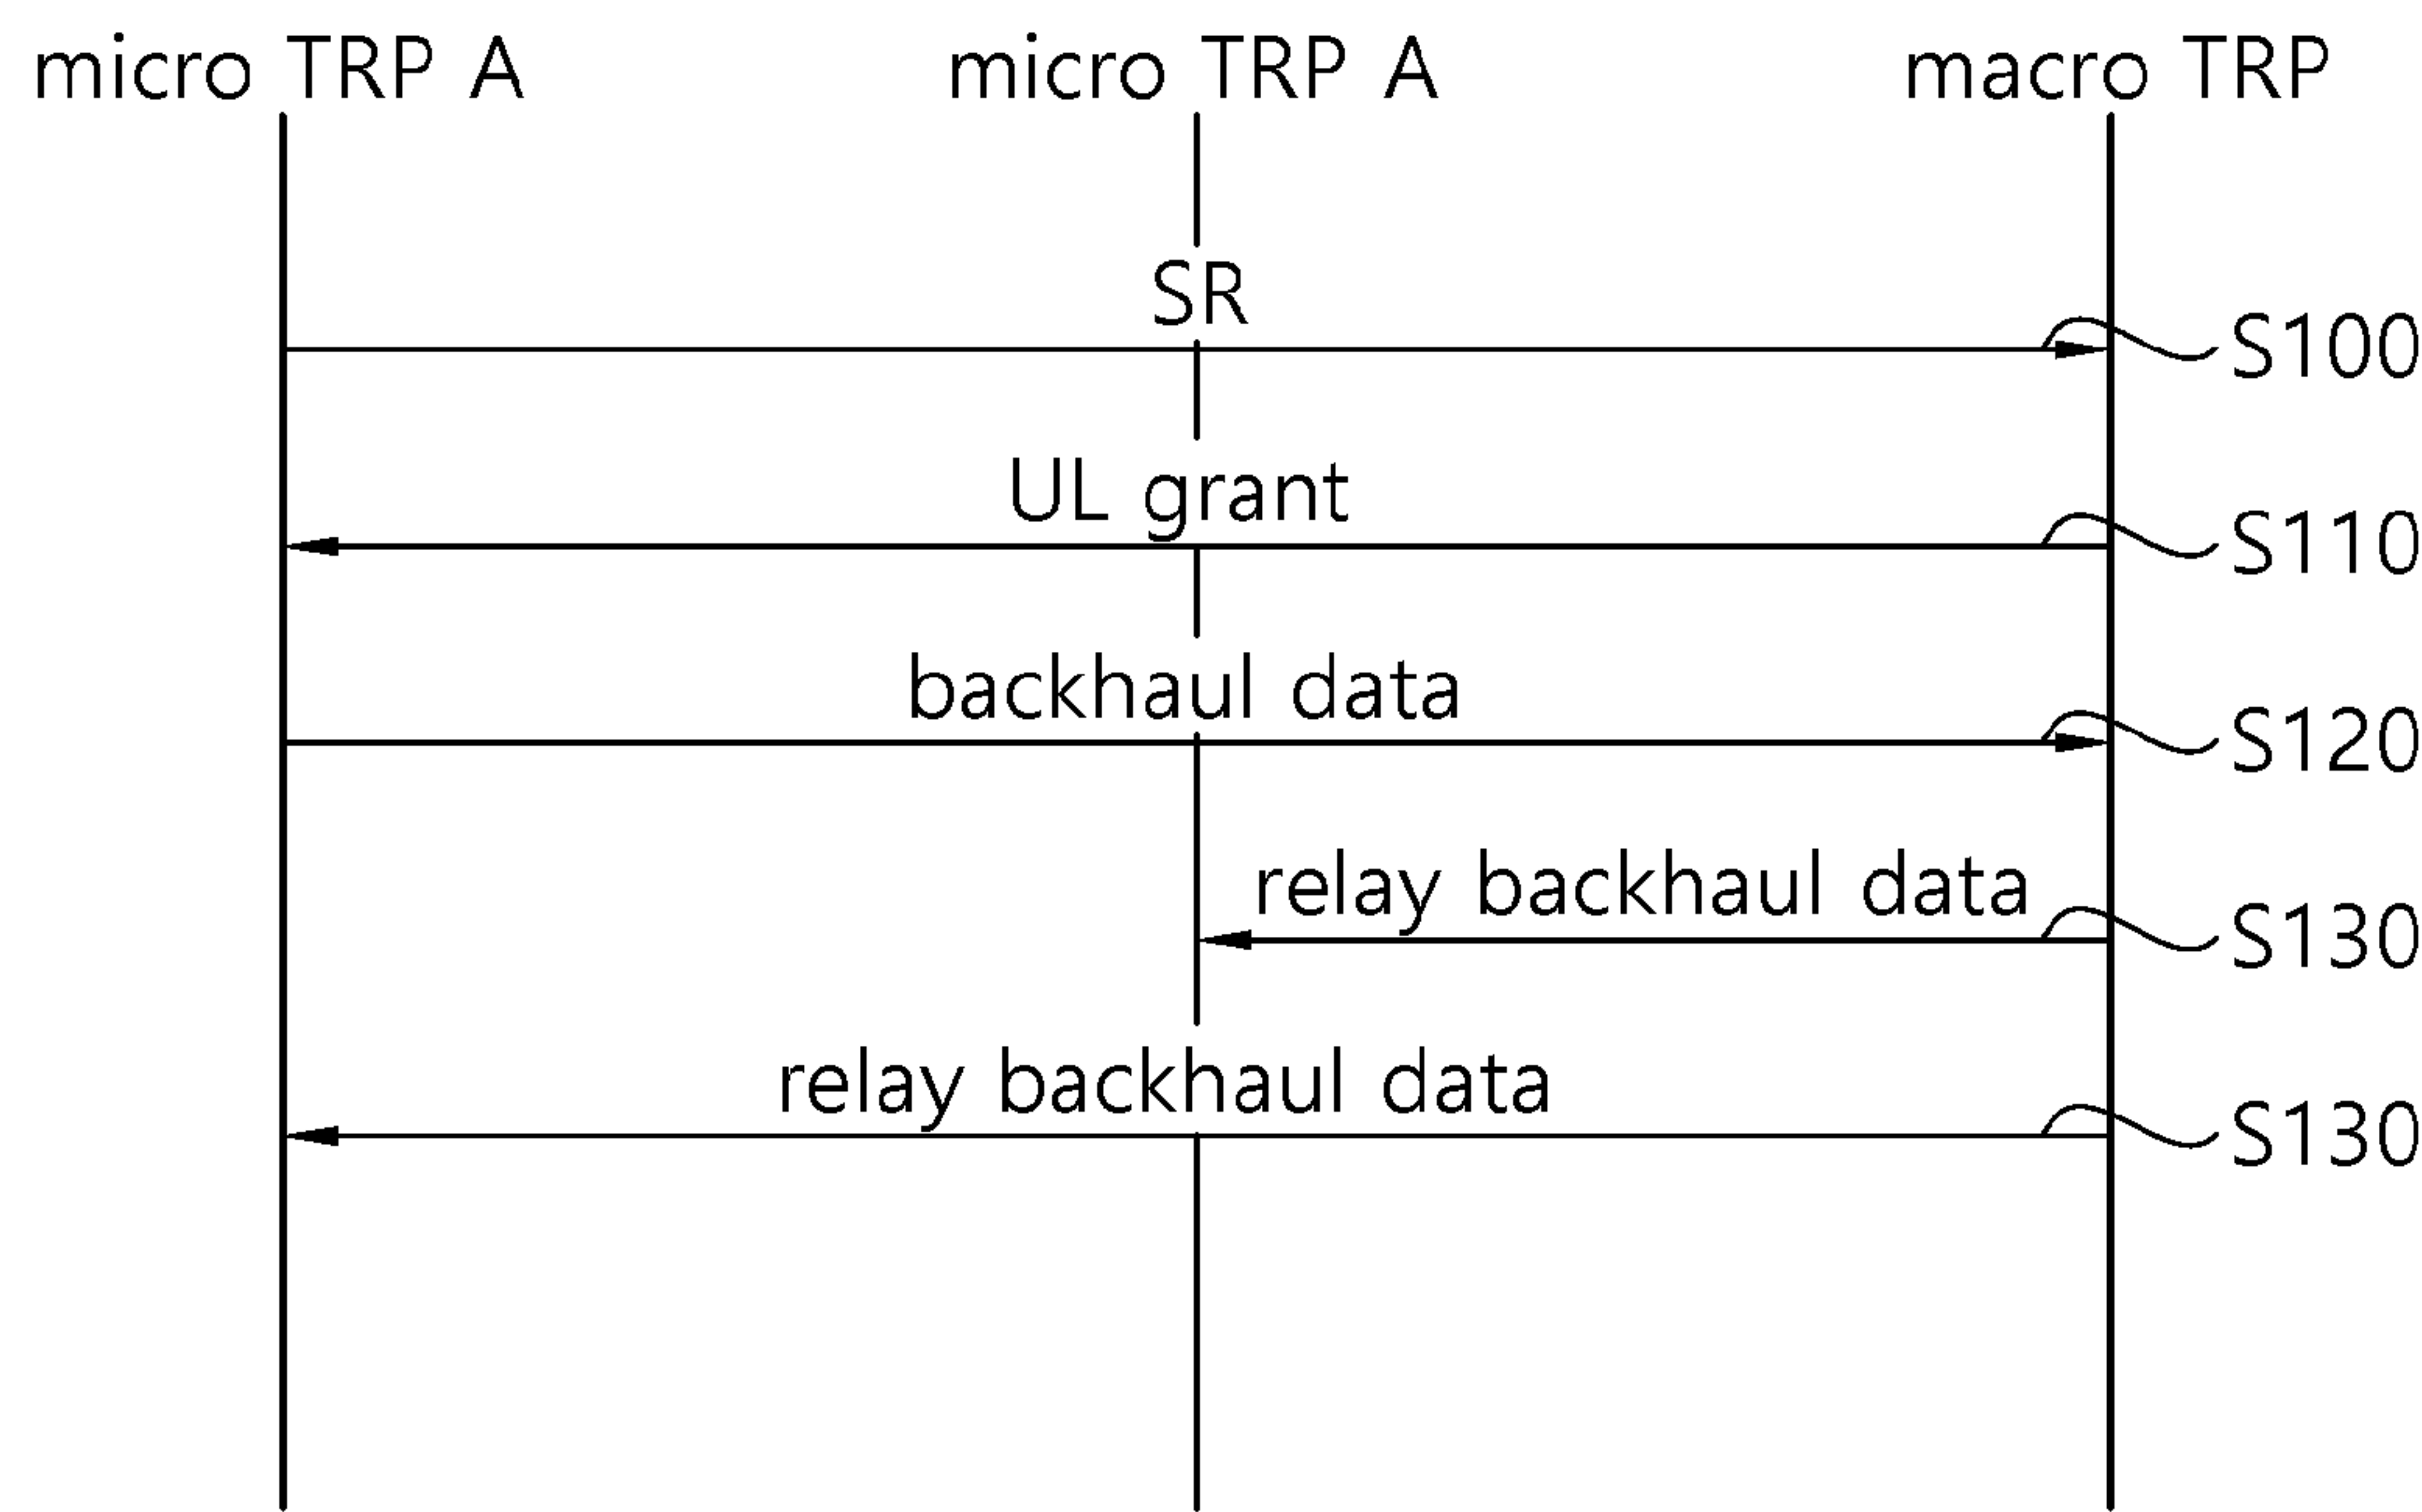 micro TRP A micro TRP A macro TRP
SR
S100
UL grant
S110
backhaul data
S120
relay backhaul data
S130
relay backhaul data
S130